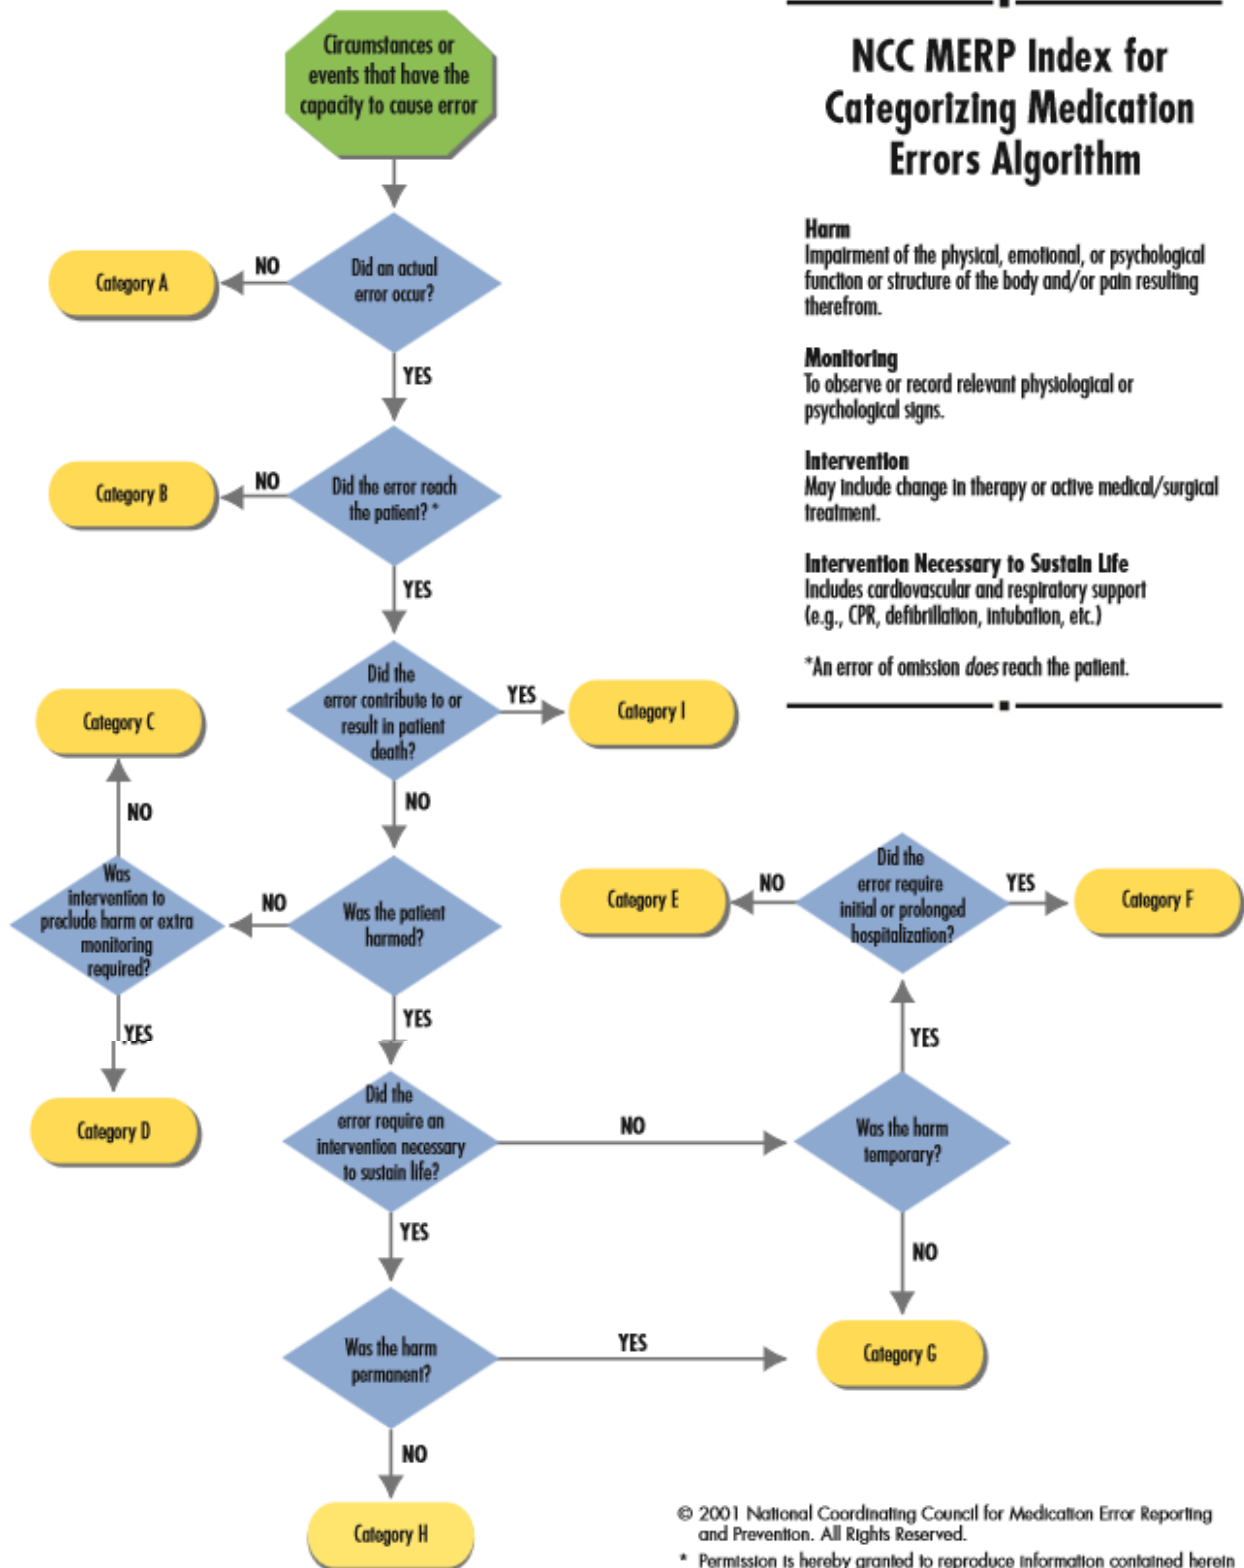 Circumstances or
events that have the
capacity to cause error
NCC MERP Index for
Categorizing Medication
Errors Algorithm
Harm
Impairment of the physical, emotional, or psychological
function or structure of the body and/or pain resulting
therefrom.
Monitoring
To observe or record relevant physiological or
psychological signs.
Intervention
May include change in therapy or active medical/surgical
treatment.
Intervention Necessary to Sustain Life
Includes cardiovascular and respiratory support
(e.g., CPR, defibrillation, intubation, etc.)
*An error of omission does reach the patient.
Did an actual
error occur?
NO
Category A
YES
Did the error reach
the patient? *
NO
Category B
YES
Did the
error contribute to or
result in patient
death?
YES
Category I
NO
Was the patient
harmed?
NO
Was
intervention to
preclude harm or extra
monitoring
required?
NO
Category C
YES
Category D
YES
Did the
error require an
intervention necessary
to sustain life?
NO
Was the harm
temporary?
YES
Did the
error require
initial or prolonged
hospitalization?
NO
Category E
YES
Category F
NO
Category G
YES
Was the harm
permanent?
YES
NO
Category H
© 2001 National Coordinating Council for Medication Error Reporting
and Prevention. All Rights Reserved.
* Permission is hereby granted to reproduce information contained herein